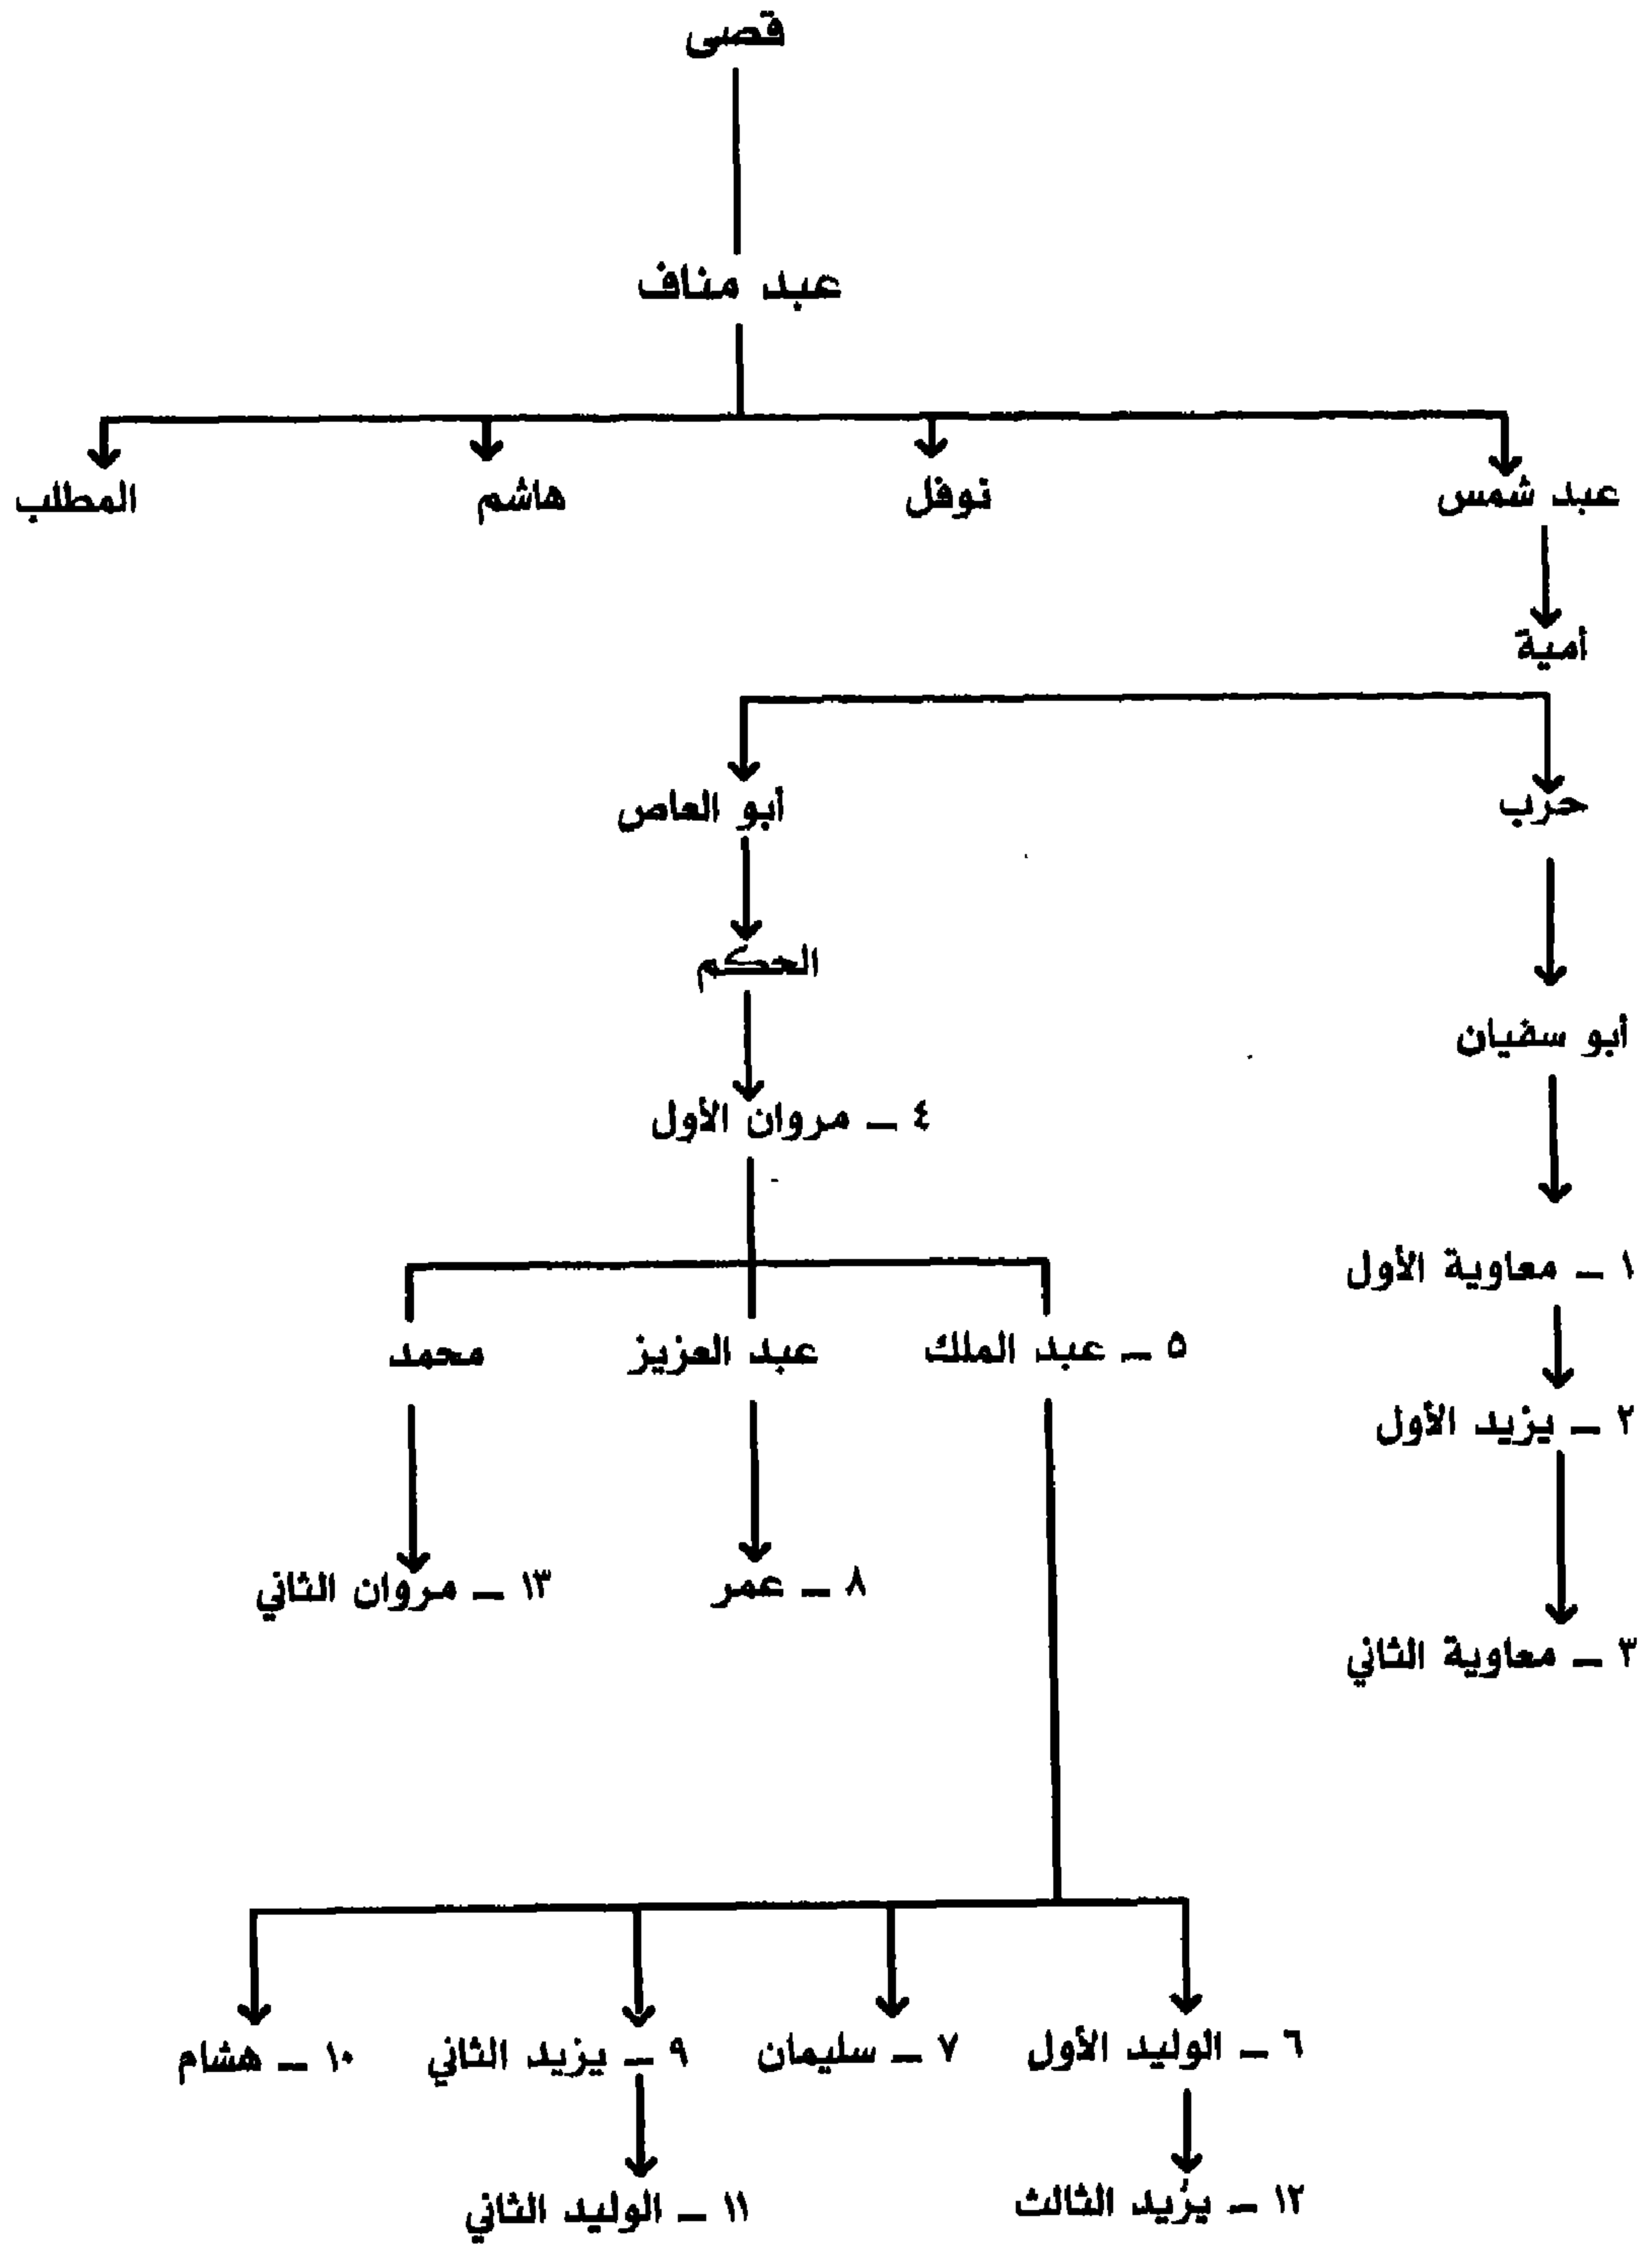 قصى
عبد مناف
عبد شمس
نوفل
هاشم
المطلب
أمية
حرب
أبو العاص
الحكم
أبو سفيان
٤ ـ مروان الأول
١ ـ معاوية الأول
٥ ـ عبد الملك
عبد العزيز
محمد
٢ ـ يزيد الأول
٨ ـ عمر
١٣ ـ مروان الثاني
٣ ـ معاوية الثاني
٦ ـ الوليد الأول
٧ ـ سليمان
٩ ـ يزيد الثاني
١٠ ـ هشام
١٢ ـ يزيد الثالث
١١ ـ الوليد الثاني